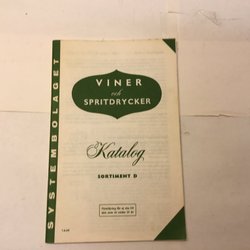 SYSTEMBOLAGET
VINER
och
SPRITDRYCKER
Katalog
SORTIMENT D